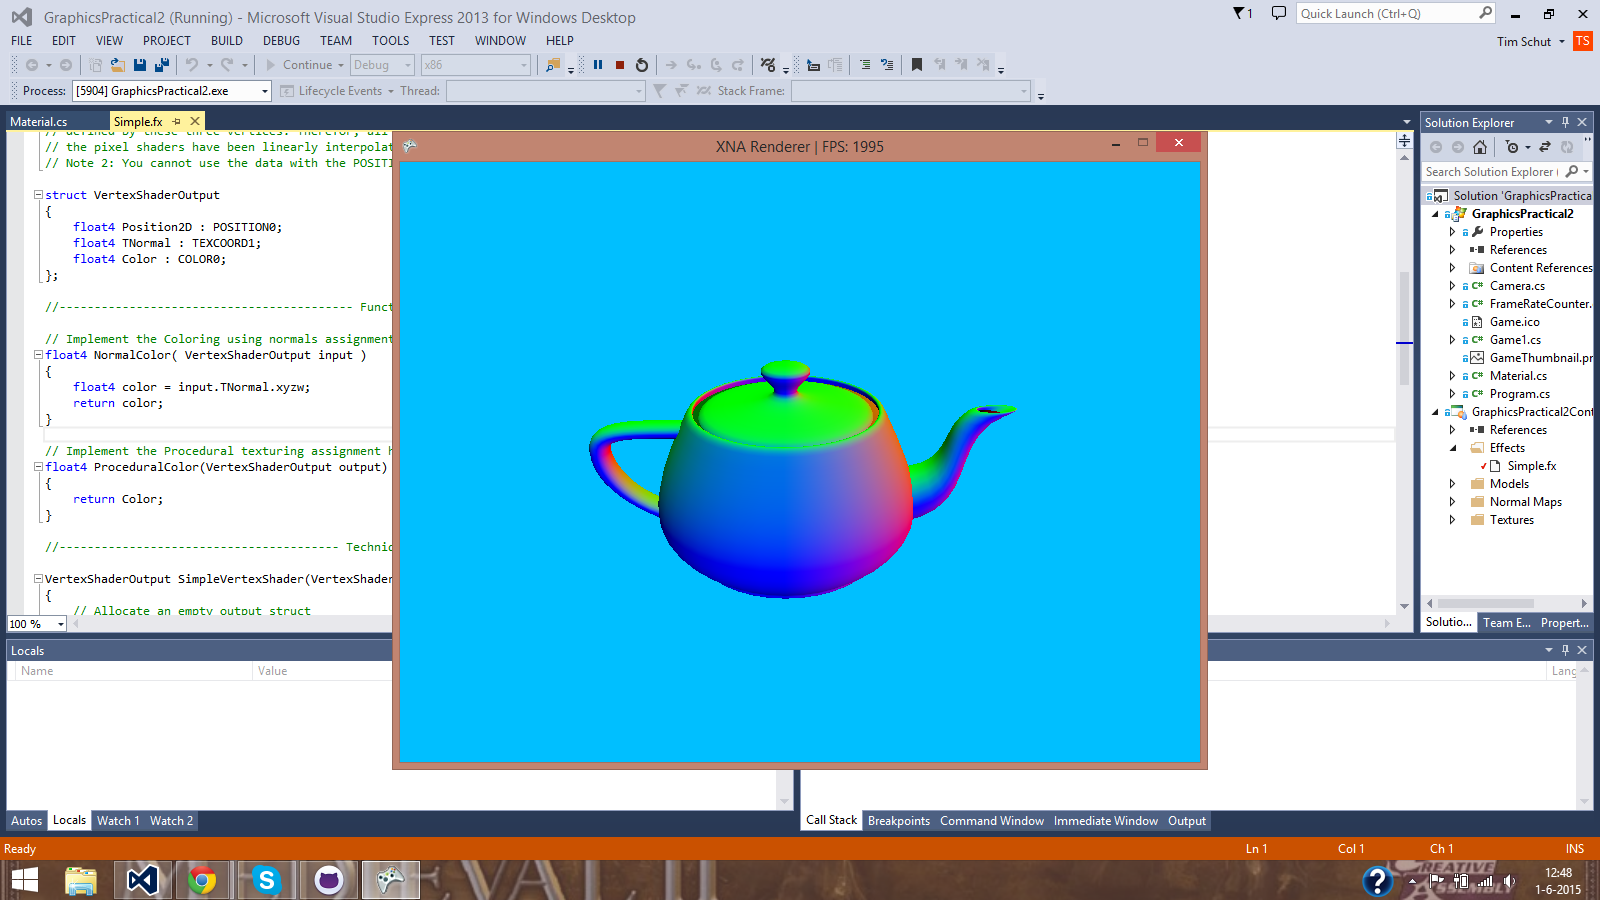 GraphicsPractical2 (Running) - Microsoft Visual Studio Express 2013 for Windows Desktop
1
Quick Launch (Ctrl+Q)
FILE EDIT VIEW PROJECT BUILD DEBUG TEAM TOOLS TEST WINDOW HELP
Tim Schut TS
Continue Debug x86
Process: [5904] GraphicsPractical2.exe Lifecycle Events Thread: Stack Frame:
Material.cs Simple.fx
// defined by these three vertices. Therefor, all
// the pixel shaders have been linearly interpolat
// Note 2: You cannot use the data with the POSITI
struct VertexShaderOutput
{
float4 Position2D : POSITION0;
float4 TNormal : TEXCOORD1;
float4 Color : COLOR0;
};
//------------------------------------------ Funct
// Implement the Coloring using normals assignment
float4 NormalColor( VertexShaderOutput input )
{
float4 color = input.TNormal.xyzw;
return color;
}
// Implement the Procedural texturing assignment h
float4 ProceduralColor(VertexShaderOutput output)
{
return Color;
}
//---------------------------------------- Technic
VertexShaderOutput SimpleVertexShader(VertexShader
{
// Allocate an empty output struct
100 %
XNA Renderer | FPS: 1995
Solution Explorer
Search Solution Explorer (
Solution 'GraphicsPractica
GraphicsPractical2
Properties
References
Content References
Camera.cs
FrameRateCounter.
Game.ico
Game1.cs
GameThumbnail.pr
Material.cs
Program.cs
GraphicsPractical2Cont
References
Effects
Simple.fx
Models
Normal Maps
Textures
Solutio... Team E... Propert...
Locals
Name Value
Lang
Autos Locals Watch 1 Watch 2
Call Stack Breakpoints Command Window Immediate Window Output
Ready Ln 1 Col 1 Ch 1 INS
CREATIVE
ASSEMBLY
12:48
1-6-2015